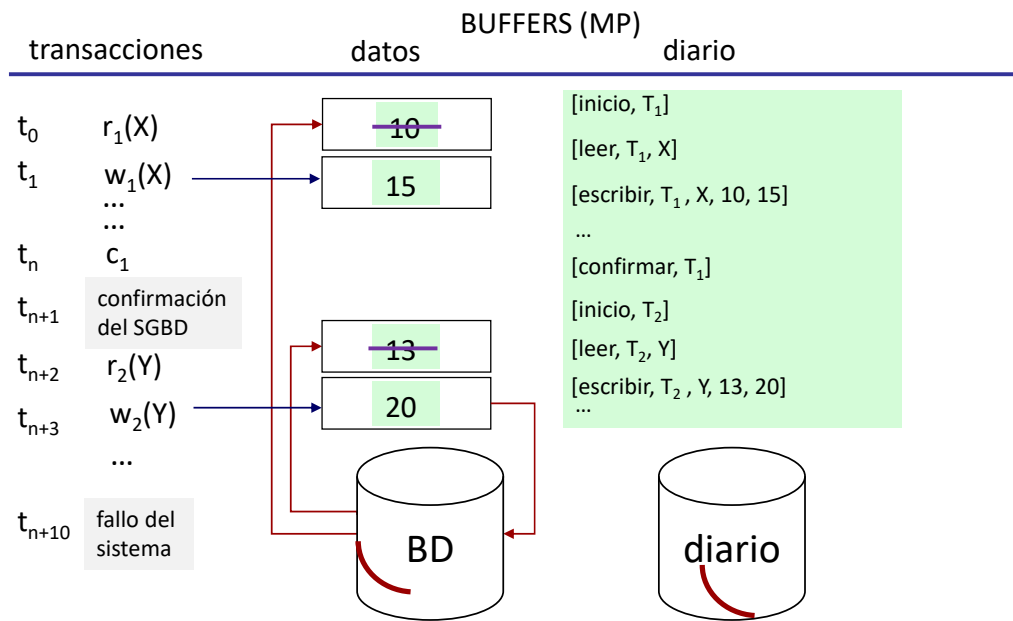 BUFFERS (MP)
transacciones datos diario
t0 r1(X) 10 [inicio, T1]
[leer, T1, X]
t1 w1(X) 15 [escribir, T1 , X, 10, 15]
...
... …
tn c1 [confirmar, T1]
tn+1 confirmación del SGBD [inicio, T2]
tn+2 r2(Y) 13 [leer, T2, Y]
tn+3 w2(Y) 20 [escribir, T2 , Y, 13, 20]
... …
tn+10 fallo del sistema
BD diario